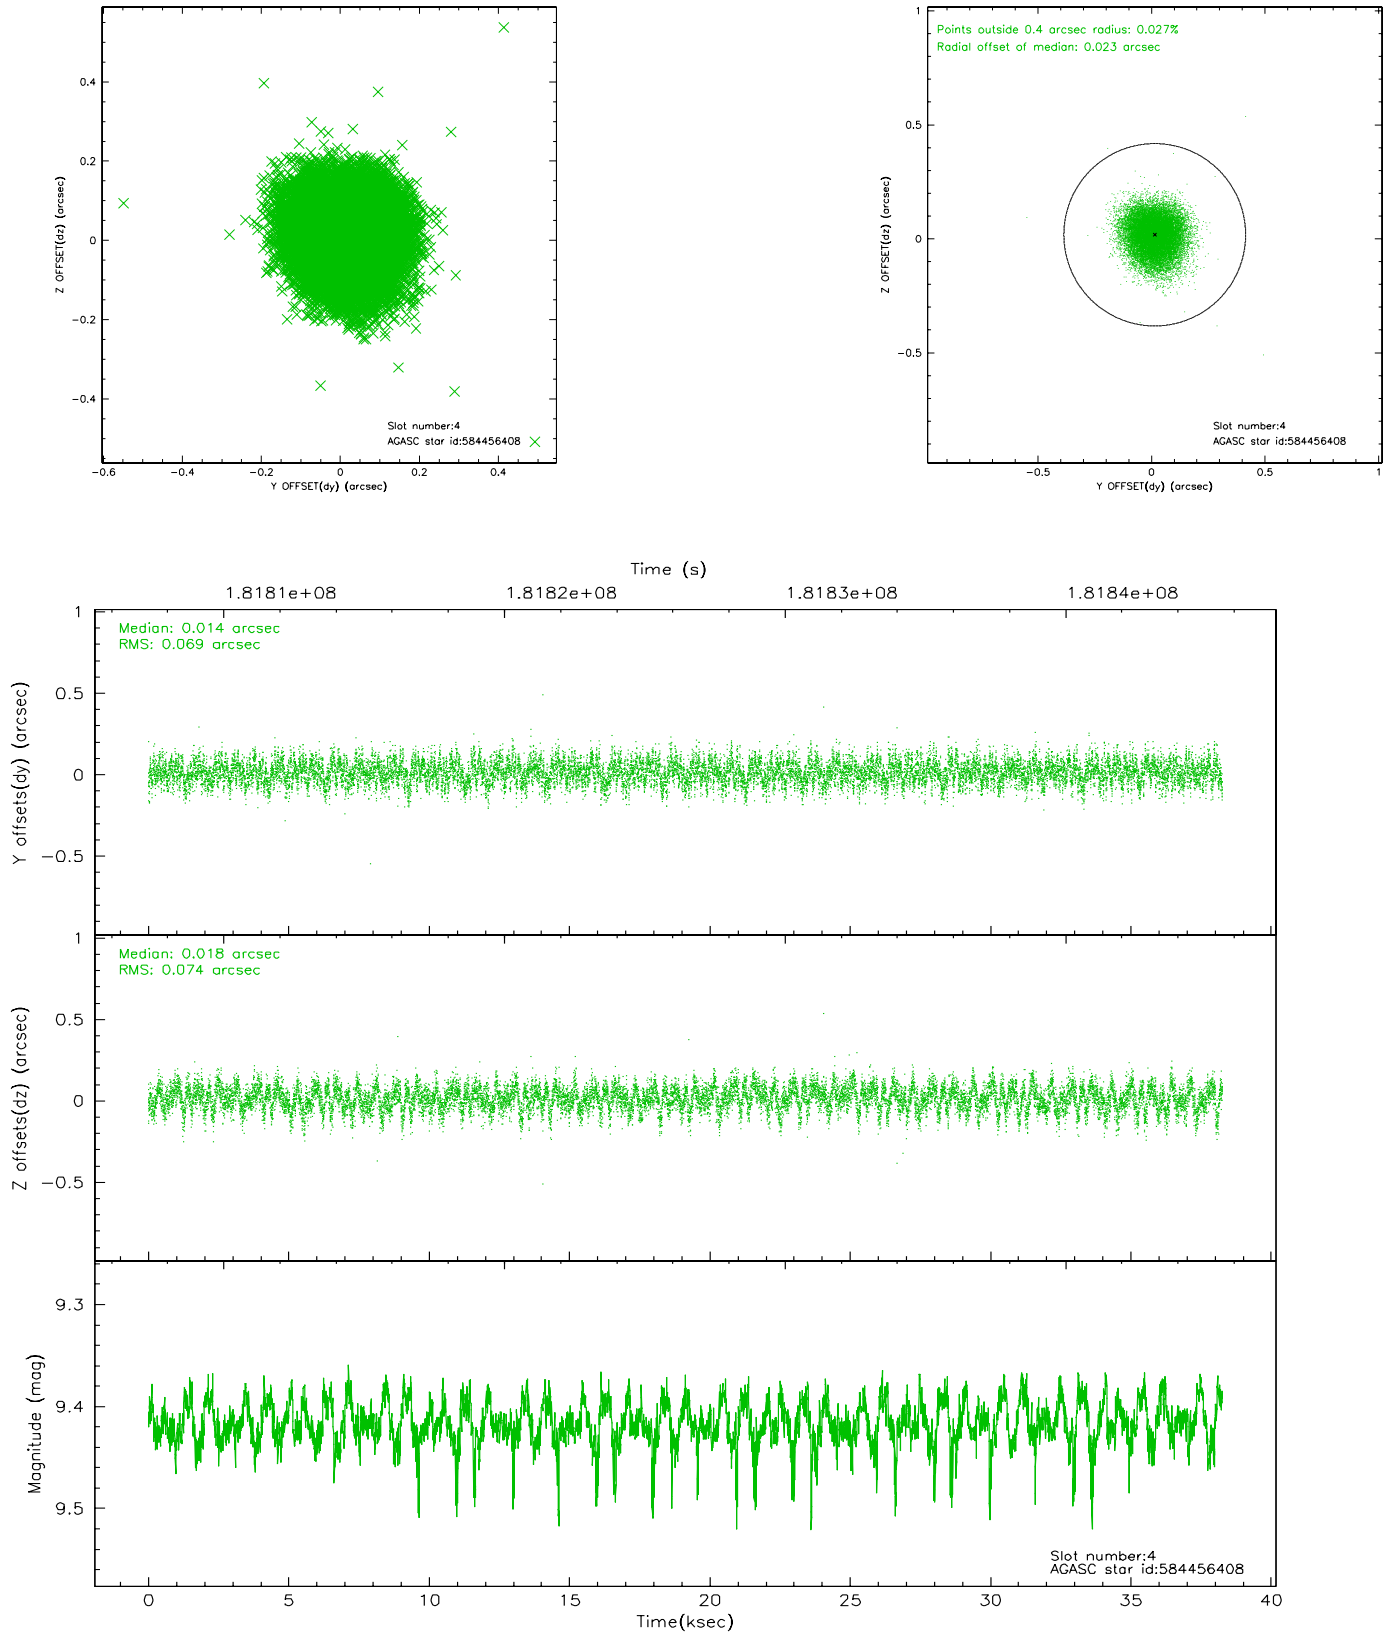 0.4
0.2
0
−0.2
−0.4
Z OFFSET(dz) (arcsec)
Slot number:4
AGASC star id:584456408
−0.6
−0.4
−0.2
0
0.2
0.4
Y OFFSET(dy) (arcsec)
Points outside 0.4 arcsec radius: 0.027%
Radial offset of median: 0.023 arcsec
1
0.5
0
−0.5
Z OFFSET(dz) (arcsec)
Slot number:4
AGASC star id:584456408
−0.5
0
0.5
1
Y OFFSET(dy) (arcsec)
Time (s)
1.8181e+08
1.8182e+08
1.8183e+08
1.8184e+08
Median: 0.014 arcsec
RMS: 0.069 arcsec
1
0.5
0
−0.5
Y offsets(dy) (arcsec)
Median: 0.018 arcsec
RMS: 0.074 arcsec
1
0.5
0
−0.5
Z offsets(dz) (arcsec)
9.3
9.4
9.5
Magnitude (mag)
Slot number:4
AGASC star id:584456408
0
5
10
15
20
25
30
35
40
Time(ksec)